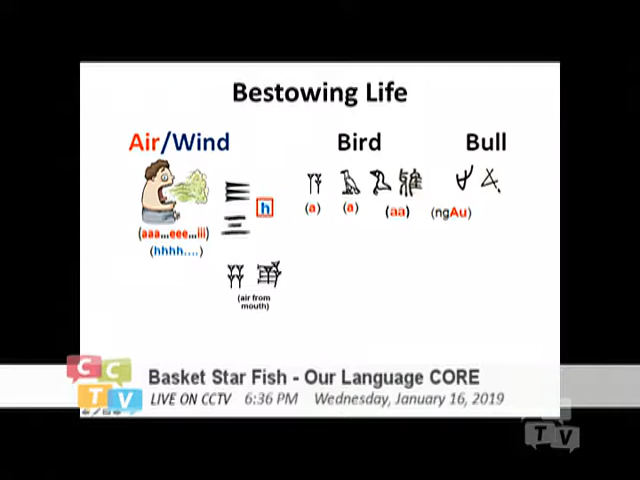 Bestowing Life
Air/Wind
Bird
Bull
h
(a)
(a)
(aa)
(ngAu)
(aaa...eee...iii)
(hhhh....)
(air from
mouth)
CC
TV
Basket Star Fish - Our Language CORE
LIVE ON CCTV 6:36 PM Wednesday, January 16, 2019
TV